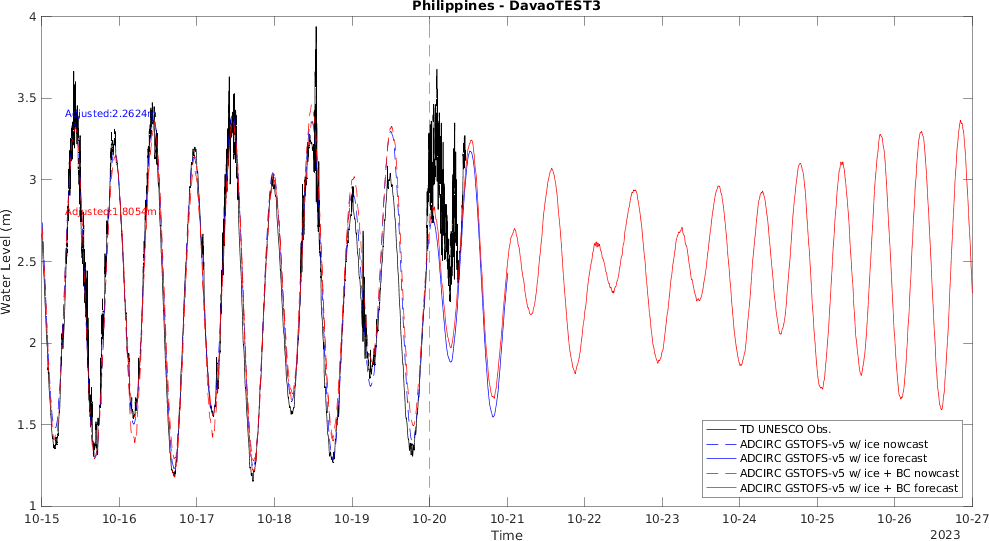 Philippines - DavaoTEST3
Water Level (m)
4
3.5
3
2.5
2
1.5
1
Adjusted:2.2624m
Adjusted:1.8054m
TD UNESCO Obs.
ADCIRC GSTOFS-v5 w/ ice nowcast
ADCIRC GSTOFS-v5 w/ ice forecast
ADCIRC GSTOFS-v5 w/ ice + BC nowcast
ADCIRC GSTOFS-v5 w/ ice + BC forecast
10-15 10-16 10-17 10-18 10-19 10-20 10-21 10-22 10-23 10-24 10-25 10-26 10-27
Time
2023